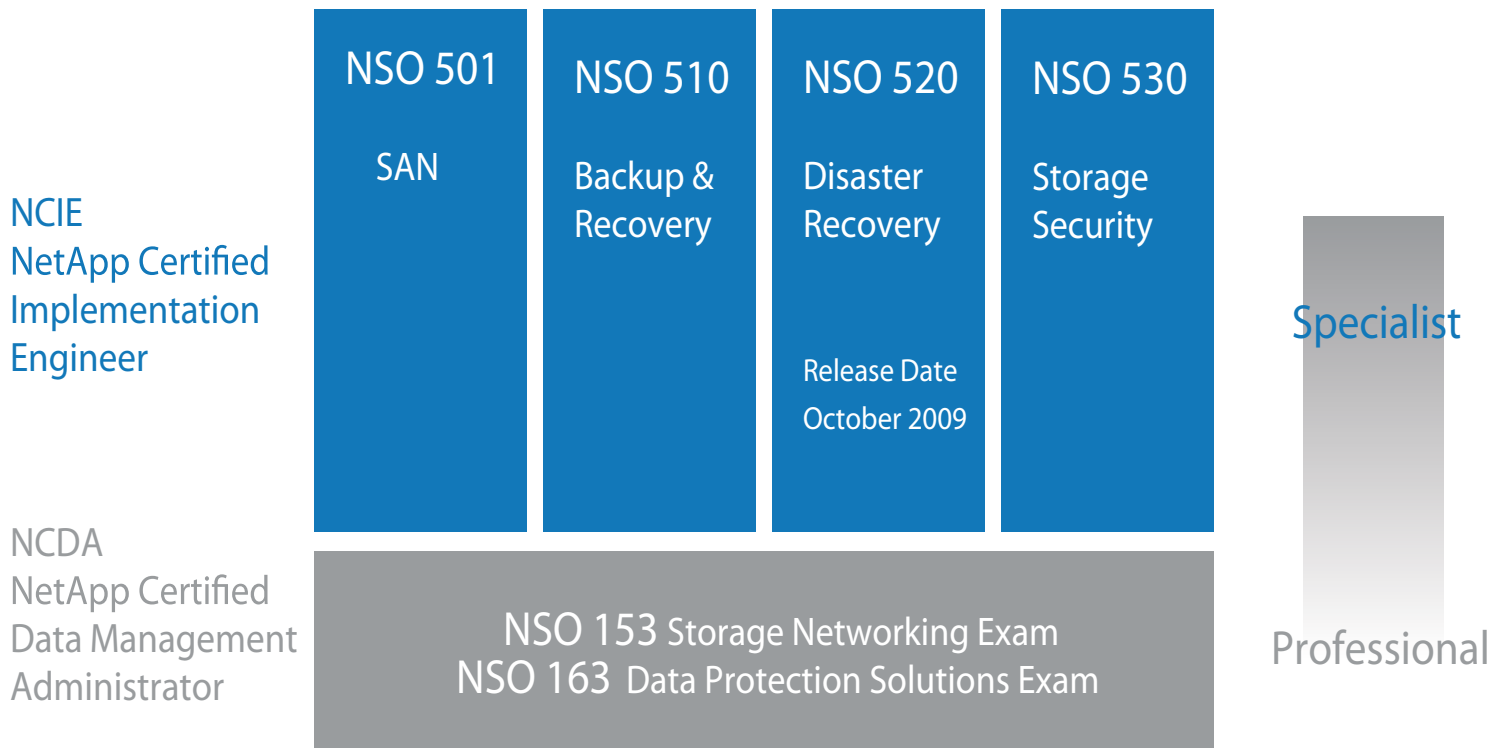 NSO 501
SAN
NSO 510
Backup &
Recovery
NSO 520
Disaster
Recovery
Release Date
October 2009
NSO 530
Storage
Security
NCIE
NetApp Certified
Implementation
Engineer
Specialist
NCDA
NetApp Certified
Data Management
Administrator
NSO 153 Storage Networking Exam
NSO 163 Data Protection Solutions Exam
Professional